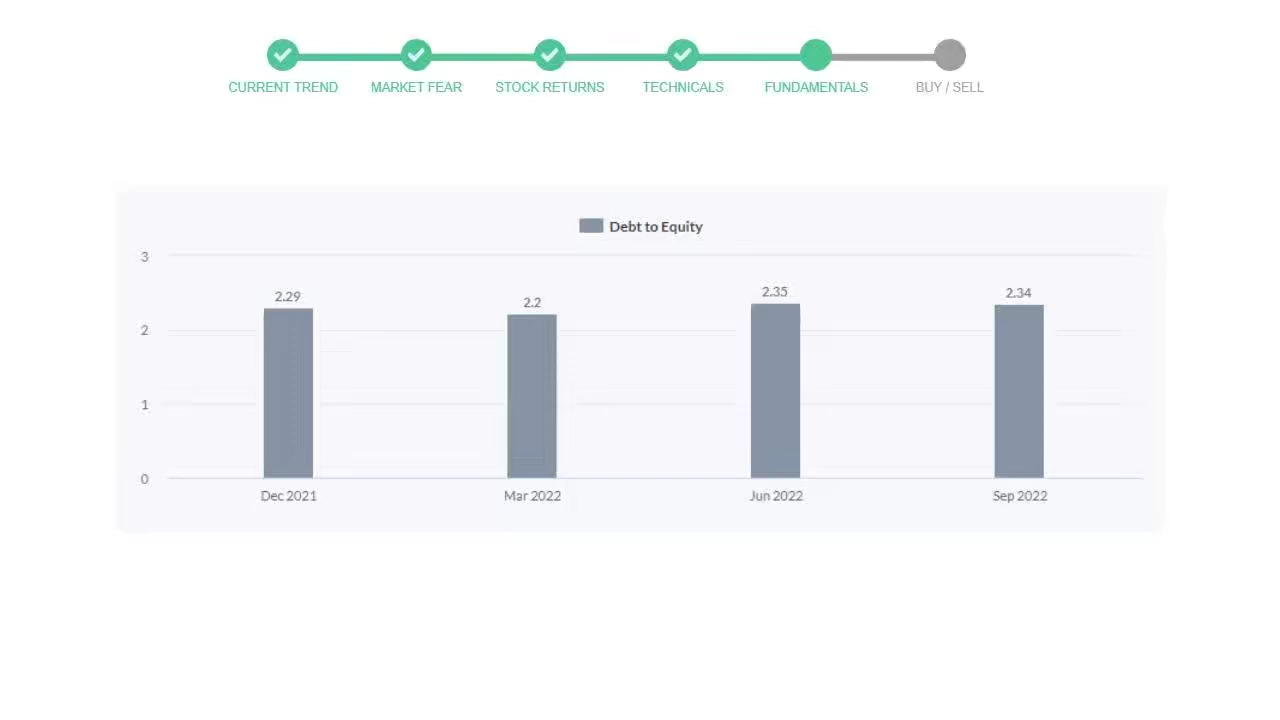 CURRENT TREND MARKET FEAR STOCK RETURNS TECHNICALS FUNDAMENTALS BUY / SELL
Debt to Equity
3
2.29 2.2 2.35 2.34
2
1
0
Dec 2021 Mar 2022 Jun 2022 Sep 2022